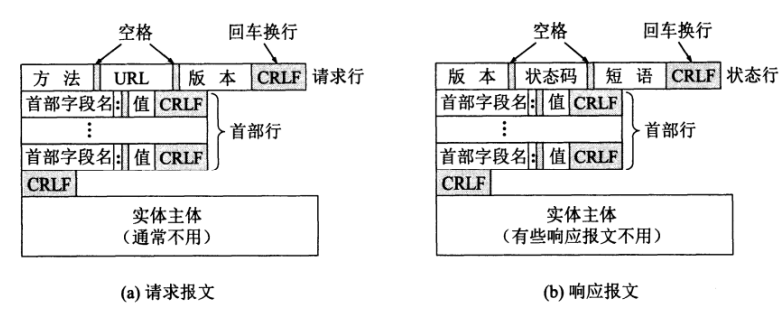 空格 回车换行
方 法 URL 版 本 CRLF 请求行
首部字段名: 值 CRLF
⋮ 首部行
首部字段名: 值 CRLF
CRLF
实体主体
（通常不用）
(a) 请求报文
空格 回车换行
版 本 状态码 短 语 CRLF 状态行
首部字段名: 值 CRLF
⋮ 首部行
首部字段名: 值 CRLF
CRLF
实体主体
（有些响应报文不用）
(b) 响应报文